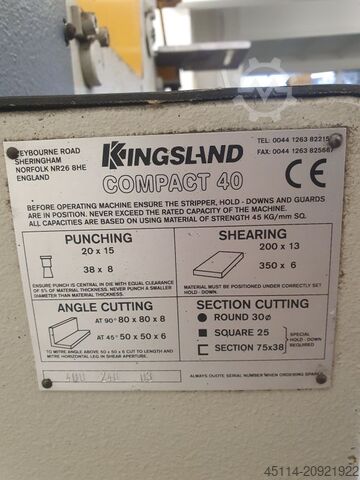 WEYBOURNE ROAD
SHERINGHAM
NORFOLK NR26 8HE
ENGLAND
KINGSLAND
COMPACT 40
TEL: 0044 1263 82215
FAX: 0044 1263 825667
CE
BEFORE OPERATING MACHINE ENSURE THE STRIPPER, HOLD - DOWNS AND GUARDS
ARE IN POSITION. NEVER EXCEED THE RATED CAPACITY OF THE MACHINE.
ALL CAPACITIES ARE BASED ON USING MATERIAL OF STRENGTH 45 KG/mm SQ.
PUNCHING
20 x 15
38 x 8
ENSURE PUNCH IS CENTRAL IN DIE WITH EQUAL CLEARANCE
OF 5% OF MATERIAL THICKNESS. NEVER PUNCH A SMALLER
DIAMETER THAN MATERIAL THICKNESS.
SHEARING
200 x 13
350 x 6
MATERIAL MUST BE POSITIONED UNDER CORRECTLY SET
HOLD - DOWN.
ANGLE CUTTING
AT 90° 80 x 80 x 8
AT 45° 50 x 50 x 6
TO MITRE ANGLE ABOVE 50 x 50 x 6 CUT TO LENGTH AND
MITRE HORIZONTAL LEG IN SHEAR APERTURE.
SECTION CUTTING
ROUND 30ø
SQUARE 25
SECTION 75x38
SPECIAL
HOLD - DOWN
REQUIRED
ALWAYS QUOTE SERIAL NUMBER WHEN ORDERING SPARES
45114-20921922